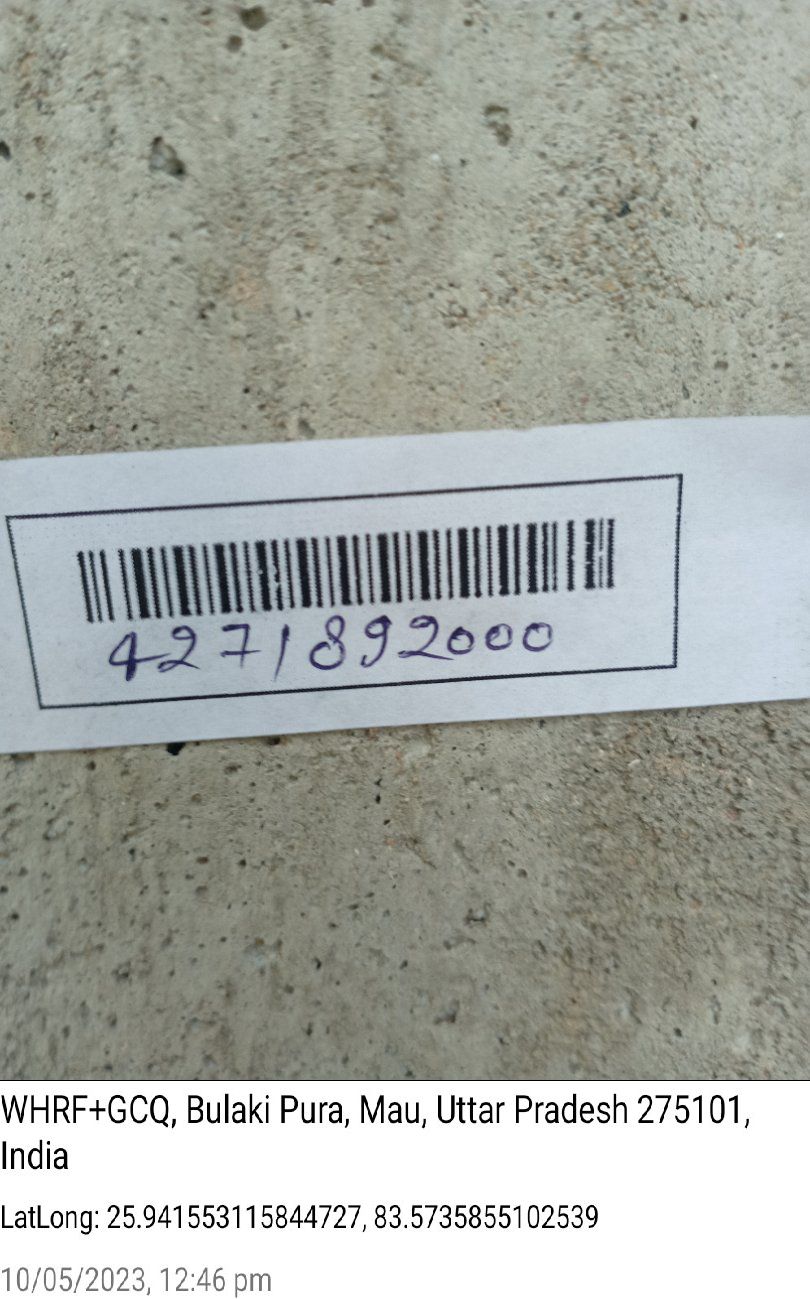 4271892000
WHRF+GCQ, Bulaki Pura, Mau, Uttar Pradesh 275101,
India
LatLong: 25.941553115844727, 83.5735855102539
10/05/2023, 12:46 pm